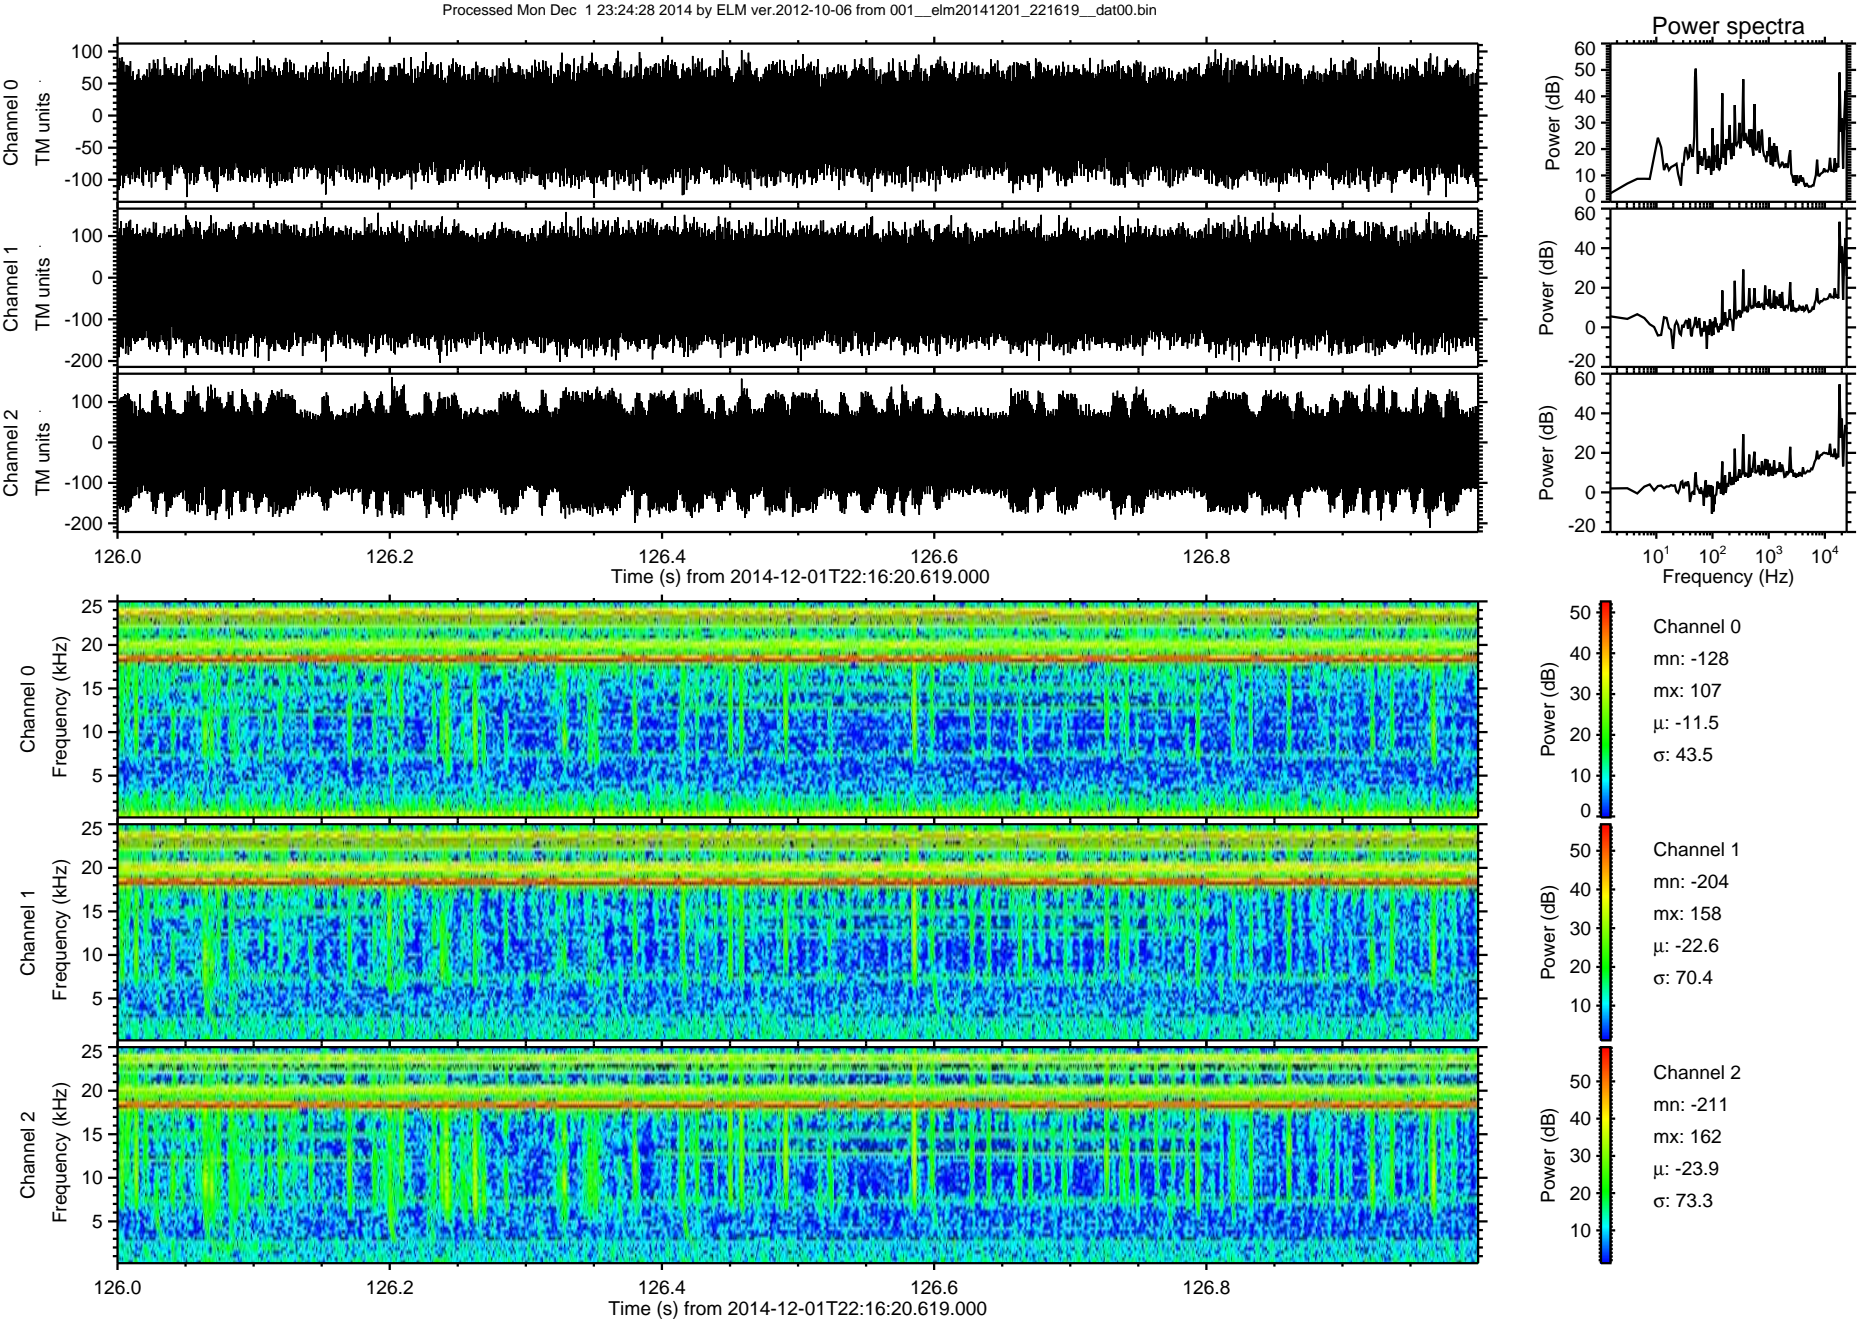 Processed Mon Dec  1 23:24:28 2014 by ELM ver.2012-10-06 from 001__elm20141201_221619__dat00.bin
Power spectra
Channel 0
TM units
100
50
0
-50
-100
Power (dB)
60
50
40
30
20
10
0
Channel 1
TM units
100
0
-100
-200
Power (dB)
60
40
20
0
-20
Channel 2
TM units
100
0
-100
-200
Power (dB)
60
40
20
0
-20
126.0 126.2 126.4 126.6 126.8
Time (s) from 2014-12-01T22:16:20.619.000
10¹ 10² 10³ 10⁴
Frequency (Hz)
Channel 0
Frequency (kHz)
25
20
15
10
5
Power (dB)
50
40
30
20
10
0
Channel 0
mn: -128
mx: 107
μ: -11.5
σ: 43.5
Channel 1
Frequency (kHz)
25
20
15
10
5
Power (dB)
50
40
30
20
10
Channel 1
mn: -204
mx: 158
μ: -22.6
σ: 70.4
Channel 2
Frequency (kHz)
25
20
15
10
5
Power (dB)
50
40
30
20
10
Channel 2
mn: -211
mx: 162
μ: -23.9
σ: 73.3
126.0 126.2 126.4 126.6 126.8
Time (s) from 2014-12-01T22:16:20.619.000